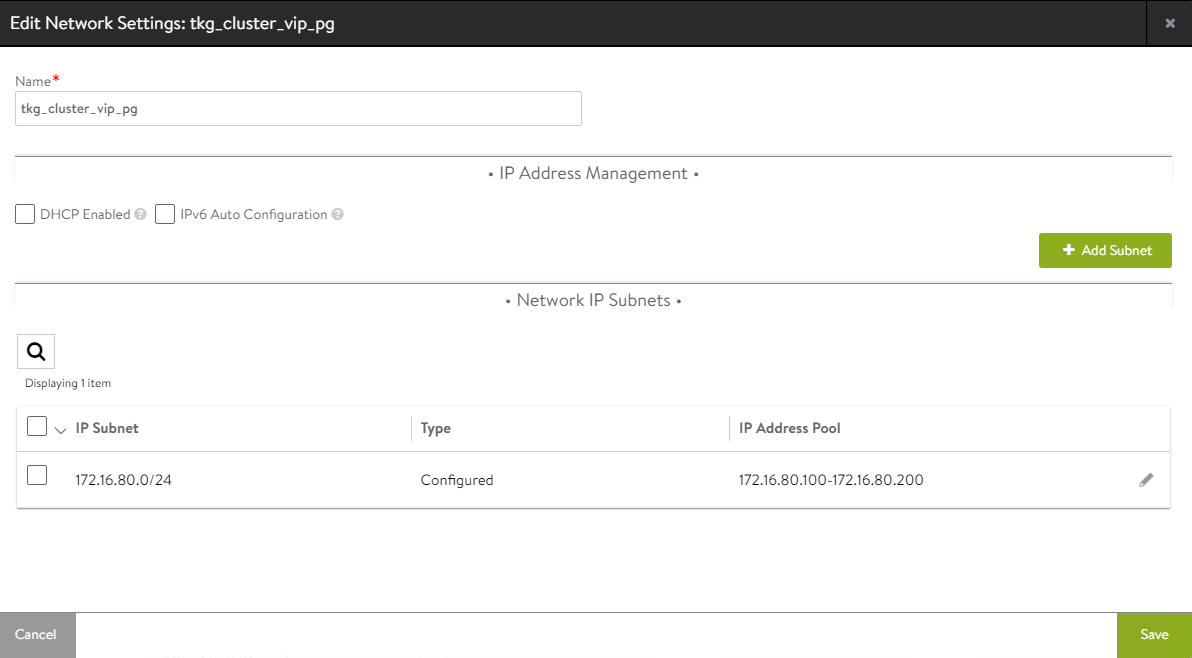 Edit Network Settings: tkg_cluster_vip_pg
Name*
tkg_cluster_vip_pg
• IP Address Management •
DHCP Enabled ? IPv6 Auto Configuration ?
+ Add Subnet
• Network IP Subnets •
Displaying 1 item
IP Subnet Type IP Address Pool
172.16.80.0/24 Configured 172.16.80.100-172.16.80.200
Cancel Save